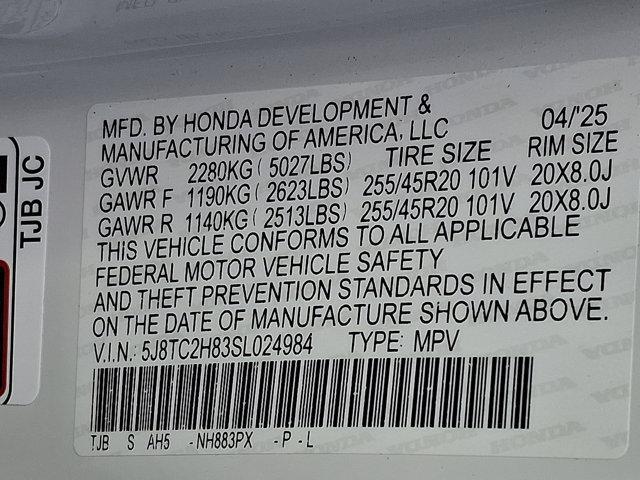 MFD. BY HONDA DEVELOPMENT &
MANUFACTURING OF AMERICA, LLC 04/'25
GVWR 2280KG (5027LBS) TIRE SIZE RIM SIZE
GAWR F 1190KG (2623LBS) 255/45R20 101V 20X8.0J
GAWR R 1140KG (2513LBS) 255/45R20 101V 20X8.0J
THIS VEHICLE CONFORMS TO ALL APPLICABLE
FEDERAL MOTOR VEHICLE SAFETY
AND THEFT PREVENTION STANDARDS IN EFFECT
ON THE DATE OF MANUFACTURE SHOWN ABOVE.
V.I.N.: 5J8TC2H83SL024984 TYPE: MPV
TJB S AH5 -NH883PX -P-L
TJB JC